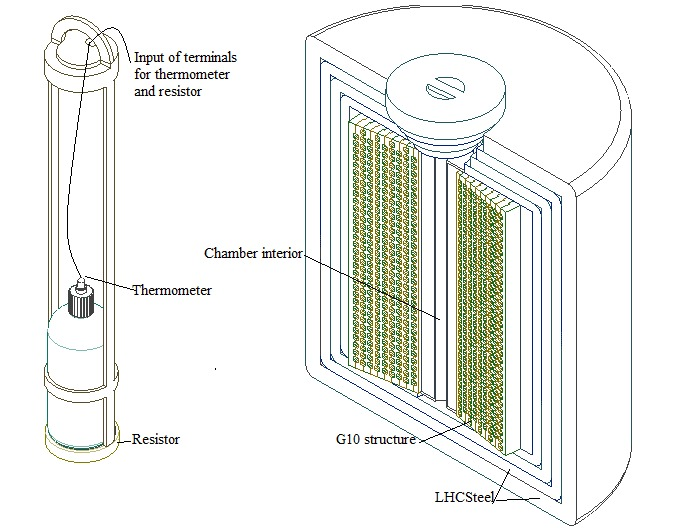 Input of terminals
for thermometer
and resistor
Chamber interior
Thermometer
Resistor
G10 structure
LHCSteel